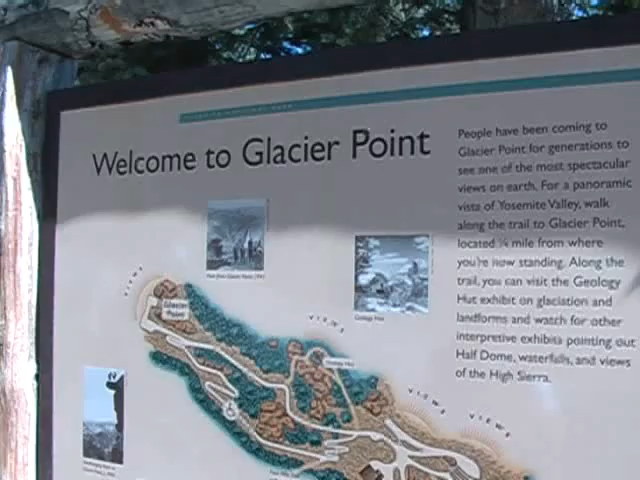 Welcome to Glacier Point
People have been coming to
Glacier Point for generations to
see one of the most spectacular
views on earth. For a panoramic
vista of Yosemite Valley, walk
along the trail to Glacier Point,
located ¼ mile from where
you're now standing. Along the
trail, you can visit the Geology
Hut exhibit on glaciation and
landforms and watch for other
interpretive exhibits pointing out
Half Dome, waterfalls, and views
of the High Sierra.
Geology Hut
VIEWS
Glacier
Point
VIEWS
VIEWS
VIEWS